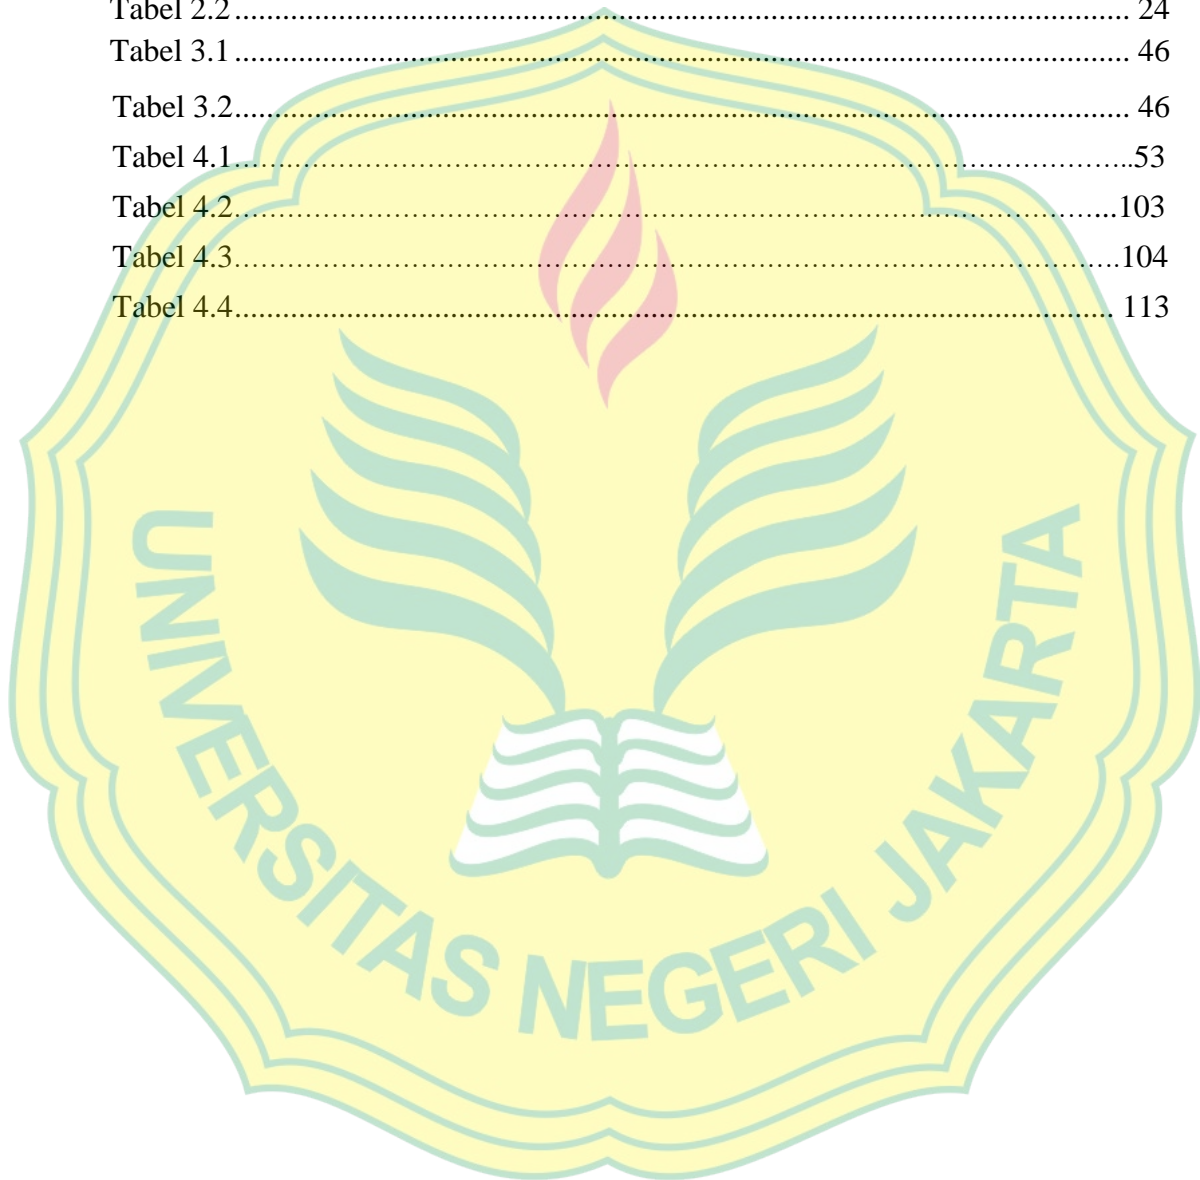 Tabel 2.2.................................................................................................................. 24
Tabel 3.1.................................................................................................................. 46
Tabel 3.2.................................................................................................................. 46
Tabel 4.1……………………………………………………………………………...53
Tabel 4.2……………………………………………………………………………...103
Tabel 4.3……………………………………………………………………………….104
Tabel 4.4................................................................................................................ 113
UNIVERSITAS NEGERI JAKARTA